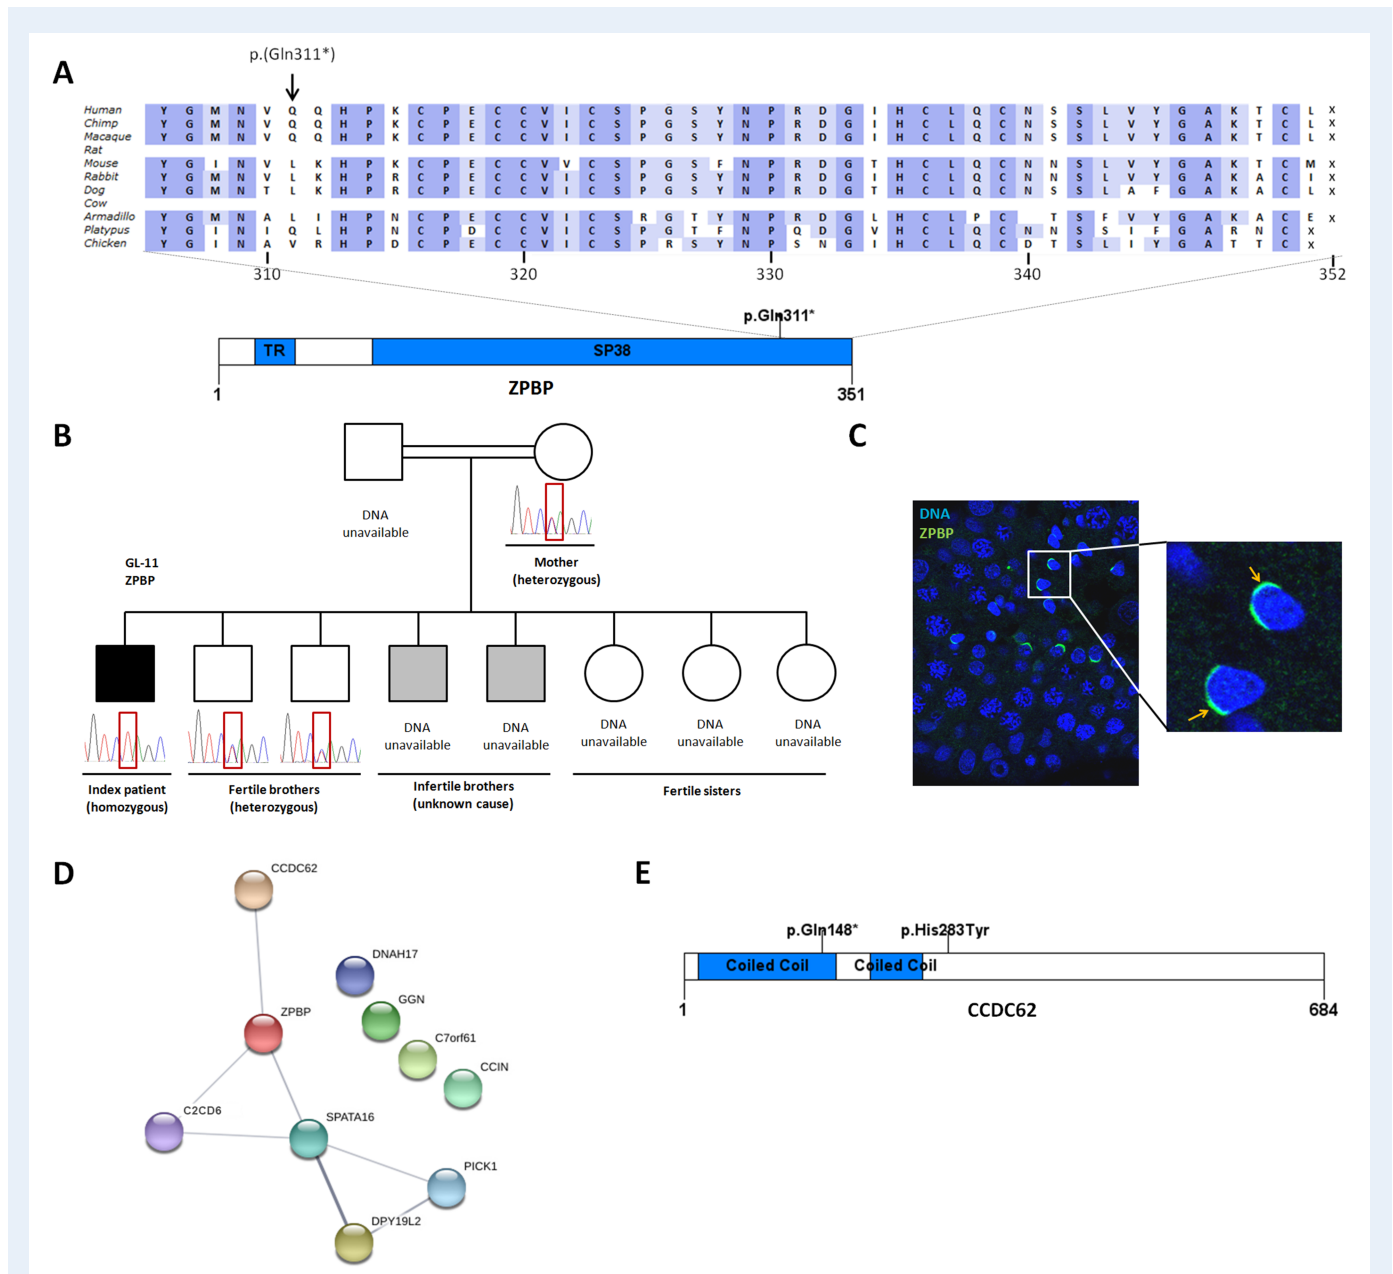 A
p.(Gln311*)
Human Y G M N V Q Q H P K C P E C C V I C S P G S Y N P R D G I H C L Q C N S S L V Y G A K T C L X
Chimp Y G M N V Q Q H P K C P E C C V I C S P G S Y N P R D G I H C L Q C N S S L V Y G A K T C L X
Macaque Y G M N V Q Q H P K C P E C C V I C S P G S Y N P R D G I H C L Q C N S S L V Y G A K T C L X
Rat
Mouse Y G I N V L K H P K C P E C C V V C S P G S F N P R D G T H C L Q C N N S L V Y G A K T C M X
Rabbit Y G M N V L K H P R C P E C C V I C S P G S Y N P R D G I H C L Q C N N S L V Y G A K A C I X
Dog Y G M N T L K H P R C P E C C V I C S P G S Y N P R D G T H C L Q C N S S L A F G A K A C L X
Cow
Armadillo Y G M N A L I H P N C P E C C V I C S R G T Y N P R D G L H C L P C T S F V Y G A K A C E X
Platypus Y G I N I Q L H P N C P D C C V I C S P G T F N P Q D G V H C L Q C N N S S I F G A R N C X
Chicken Y G I N A V R H P D C P E C C V I C S P R S Y N P S N G I H C L Q C D T S L I Y G A T T C X
310 320 330 340 352
p.Gln311*
TR SP38
1 ZPBP 351
B
DNA
unavailable
Mother
(heterozygous)
GL-11
ZPBP
DNA
unavailable
DNA
unavailable
DNA
unavailable
DNA
unavailable
DNA
unavailable
Index patient
(homozygous)
Fertile brothers
(heterozygous)
Infertile brothers
(unknown cause)
Fertile sisters
C
DNA
ZPBP
D
CCDC62
DNAH17
GGN
ZPBP
C7orf61
CCIN
C2CD6
SPATA16
PICK1
DPY19L2
E
p.Gln148* p.His283Tyr
Coiled Coil Coiled Coil
1 CCDC62 684